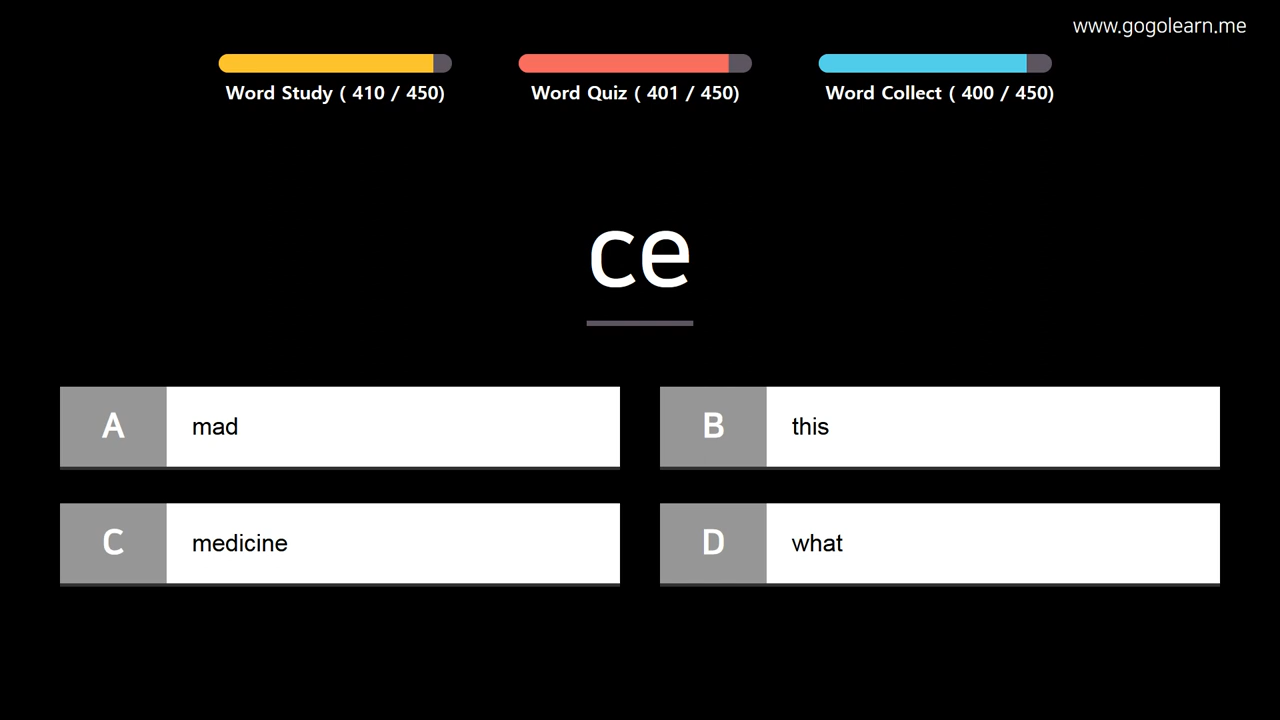 www.gogolearn.me
Word Study ( 410 / 450)
Word Quiz ( 401 / 450)
Word Collect ( 400 / 450)
ce
A mad
B this
C medicine
D what